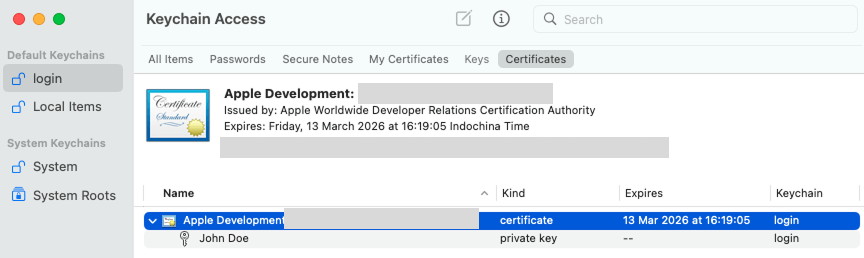 Keychain Access
Search
Default Keychains
login
Local Items
System Keychains
System
System Roots
All Items Passwords Secure Notes My Certificates Keys Certificates
Certificate
Standard
Apple Development:
Issued by: Apple Worldwide Developer Relations Certification Authority
Expires: Friday, 13 March 2026 at 16:19:05 Indochina Time
Name Kind Expires Keychain
Apple Development certificate 13 Mar 2026 at 16:19:05 login
John Doe private key -- login